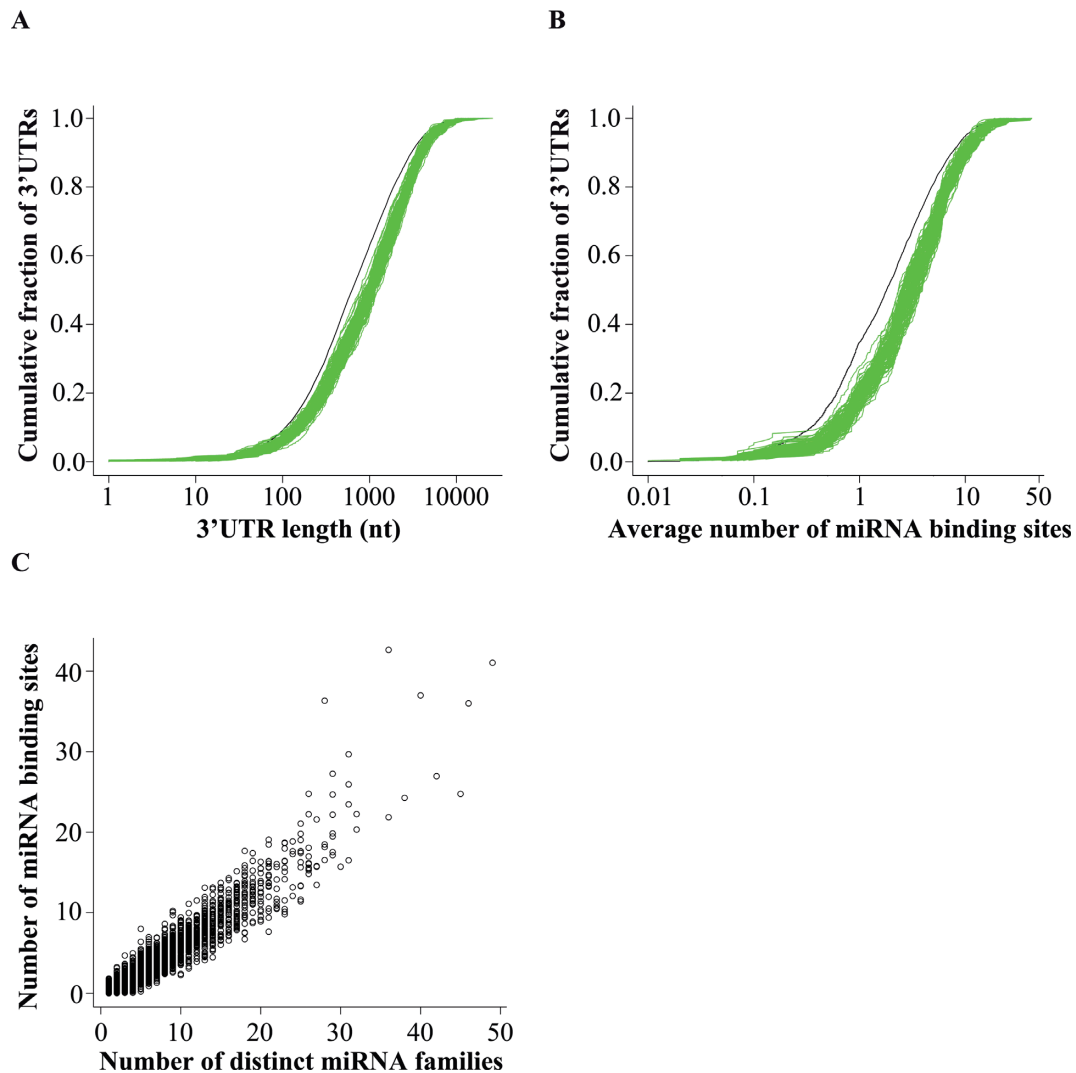 A
B
Cumulative fraction of 3’UTRs
1.0
0.8
0.6
0.4
0.2
0.0
1 10 100 1000 10000
3’UTR length (nt)
Cumulative fraction of 3’UTRs
1.0
0.8
0.6
0.4
0.2
0.0
0.01 0.1 1 10 50
Average number of miRNA binding sites
C
Number of miRNA binding sites
40
30
20
10
0
0 10 20 30 40 50
Number of distinct miRNA families